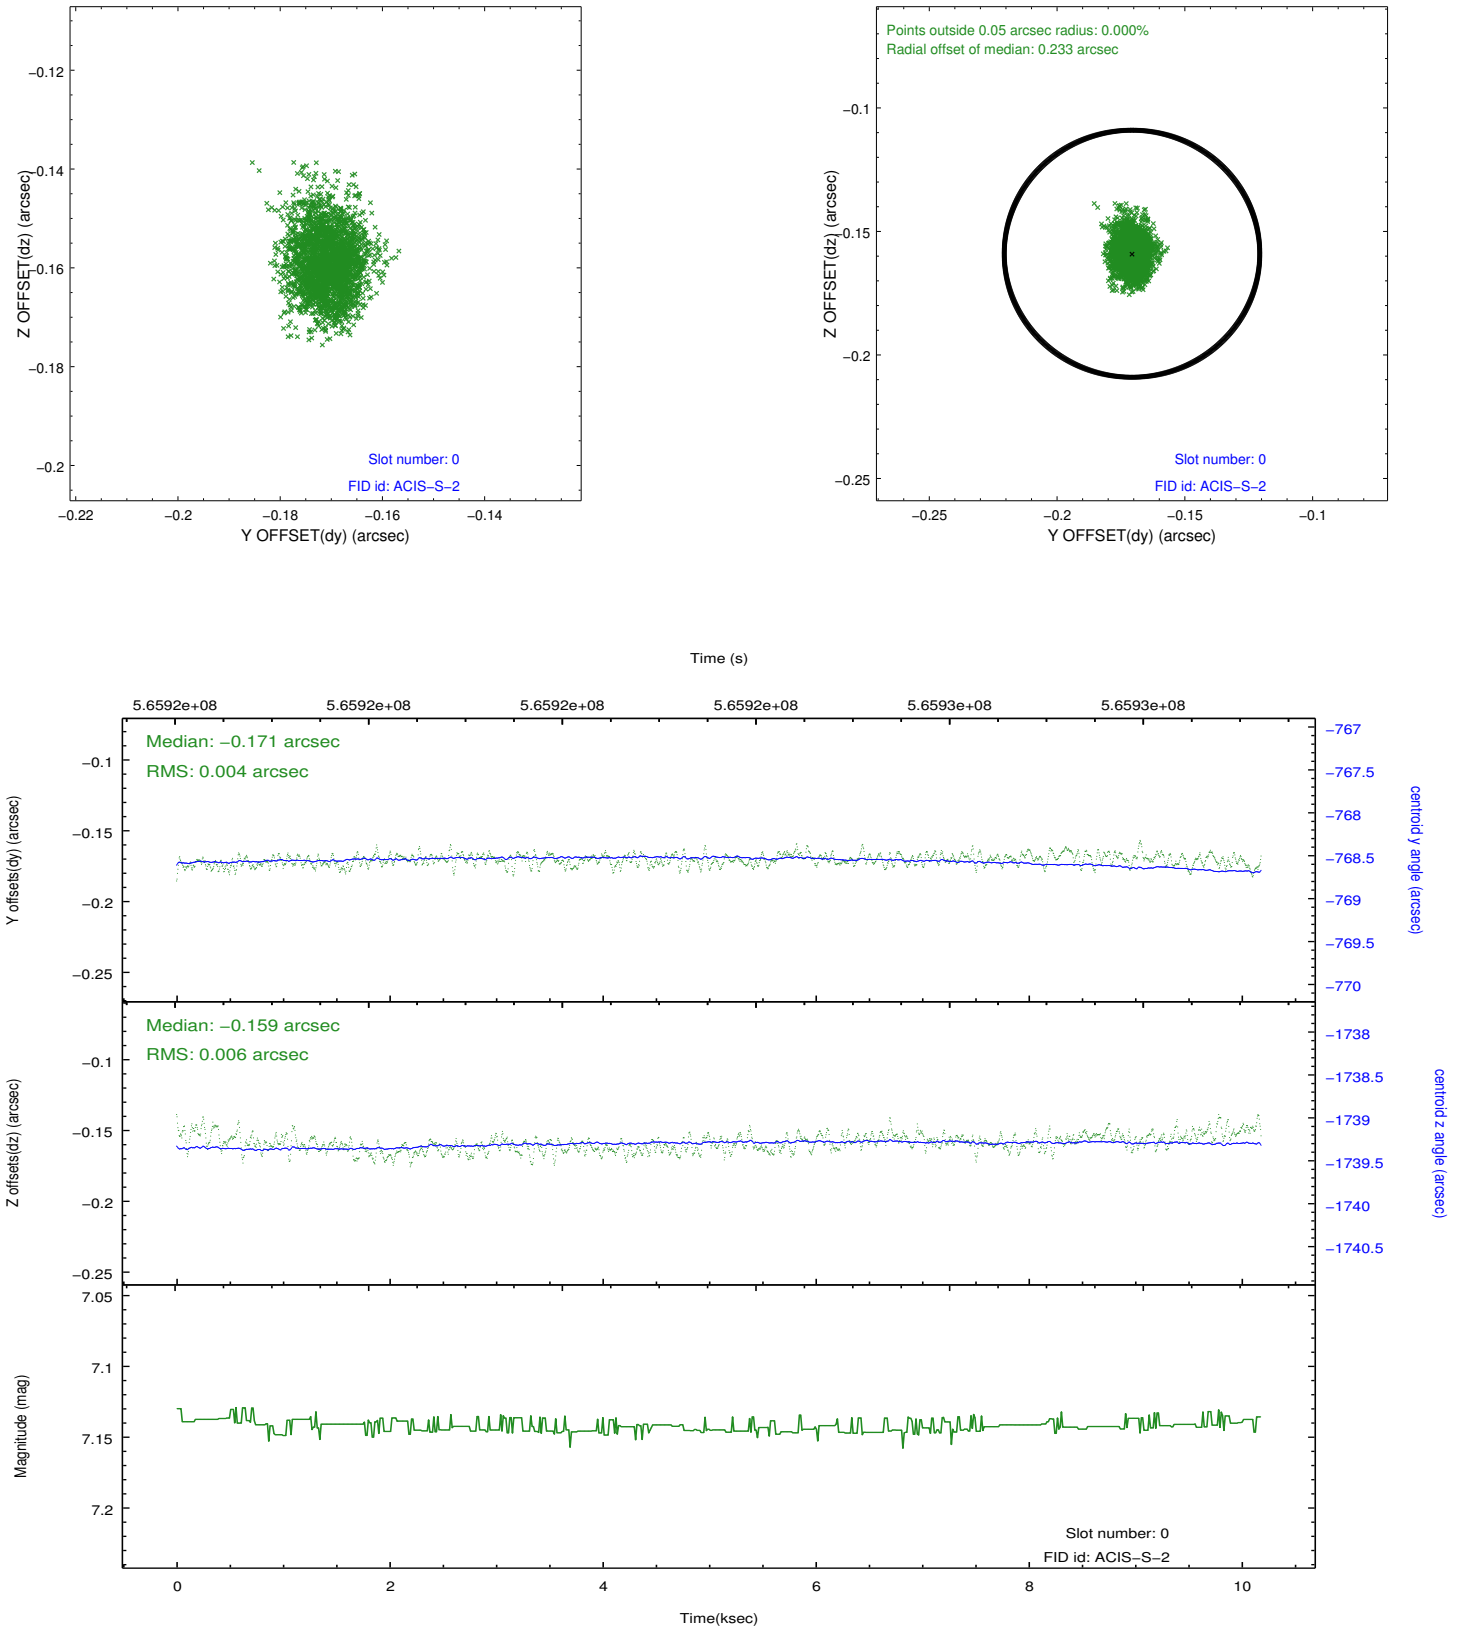 −0.12
−0.14
−0.16
−0.18
−0.2
Z OFFSET(dz) (arcsec)
Slot number: 0
FID id: ACIS−S−2
−0.22
−0.2
−0.18
−0.16
−0.14
Y OFFSET(dy) (arcsec)
Points outside 0.05 arcsec radius: 0.000%
Radial offset of median: 0.233 arcsec
−0.1
−0.15
−0.2
−0.25
Z OFFSET(dz) (arcsec)
Slot number: 0
FID id: ACIS−S−2
−0.25
−0.2
−0.15
−0.1
Y OFFSET(dy) (arcsec)
Time (s)
5.6592e+08
5.6592e+08
5.6592e+08
5.6592e+08
5.6593e+08
5.6593e+08
Median: −0.171 arcsec
RMS: 0.004 arcsec
−0.1
−0.15
−0.2
−0.25
Y offsets(dy) (arcsec)
−767
−767.5
−768
−768.5
−769
−769.5
−770
centroid y angle (arcsec)
Median: −0.159 arcsec
RMS: 0.006 arcsec
−0.1
−0.15
−0.2
−0.25
Z offsets(dz) (arcsec)
−1738
−1738.5
−1739
−1739.5
−1740
−1740.5
centroid z angle (arcsec)
7.05
7.1
7.15
7.2
Magnitude (mag)
Slot number: 0
FID id: ACIS−S−2
0
2
4
6
8
10
Time(ksec)